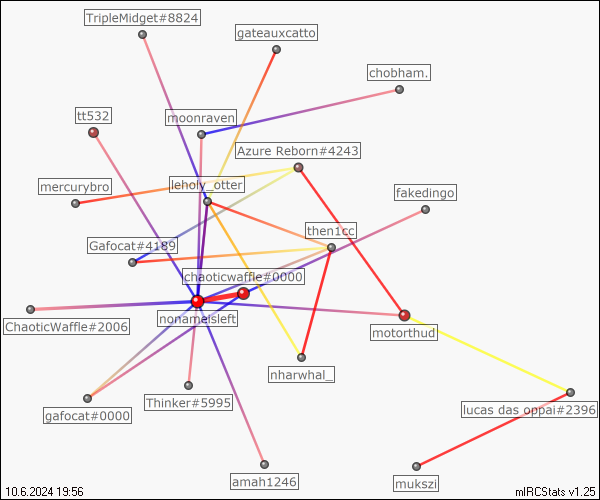 TripleMidget#8824
gateauxcatto
chobham.
tt532
moonraven
Azure Reborn#4243
mercurybro
leholy_otter
fakedingo
then1cc
Gafocat#4189
chaoticwaffle#0000
ChaoticWaffle#2006
nonameisleft
motorthud
nharwhal_
Thinker#5995
gafocat#0000
lucas das oppai#2396
amah1246
mukszi
10.6.2024 19:56
mIRCStats v1.25